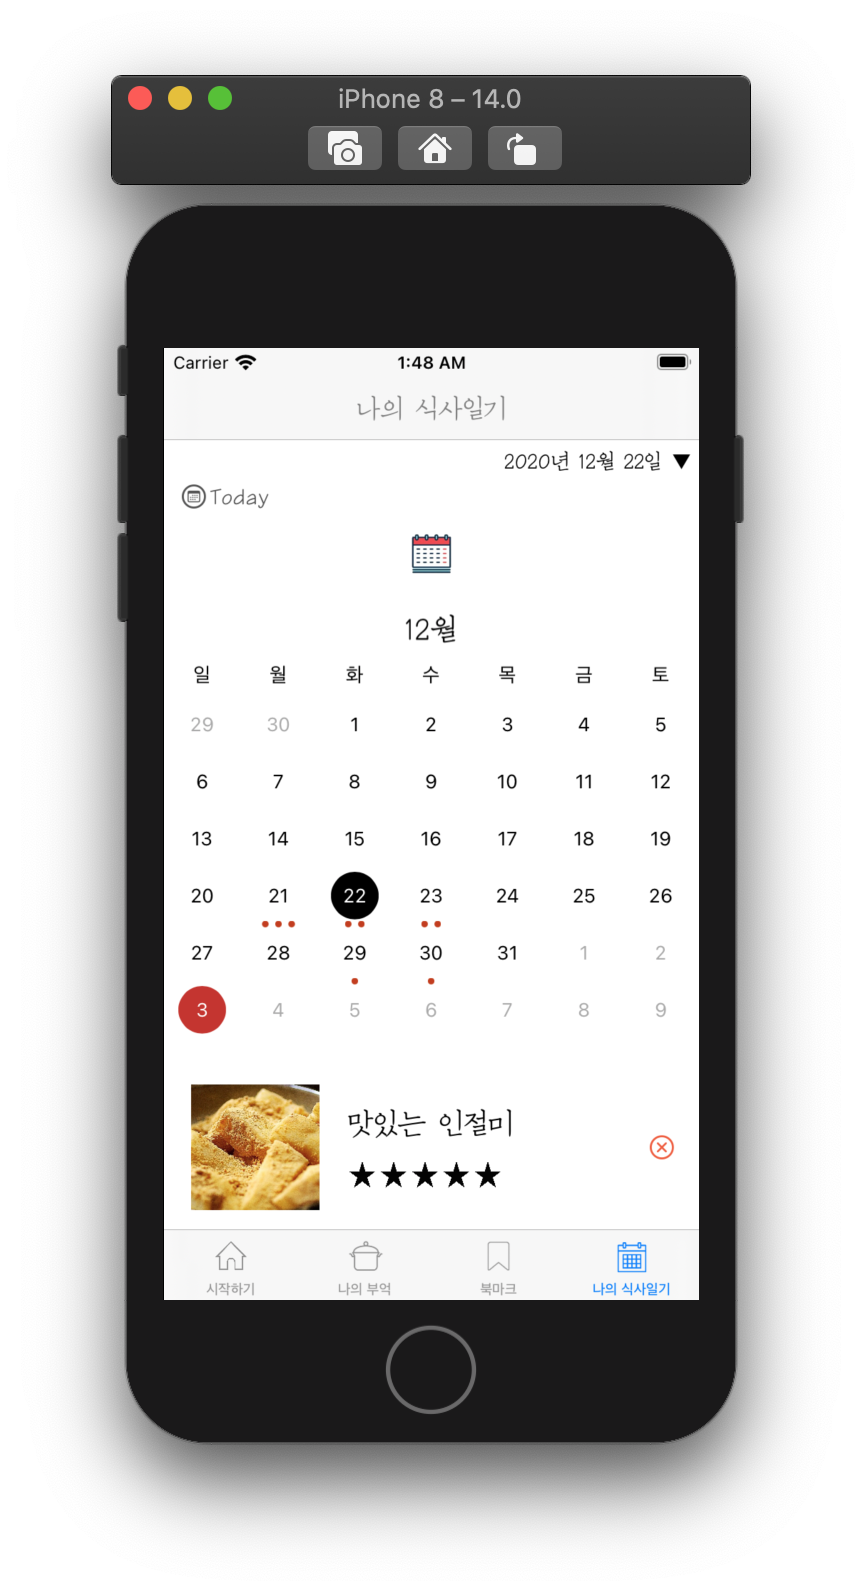 iPhone 8 – 14.0
Carrier 1:48 AM
나의 식사일기
2020년 12월 22일 ▼
Today
12월
일 월 화 수 목 금 토
29 30 1 2 3 4 5
6 7 8 9 10 11 12
13 14 15 16 17 18 19
20 21 22 23 24 25 26
27 28 29 30 31 1 2
3 4 5 6 7 8 9
맛있는 인절미
★★★★★
시작하기 나의 부엌 북마크 나의 식사일기